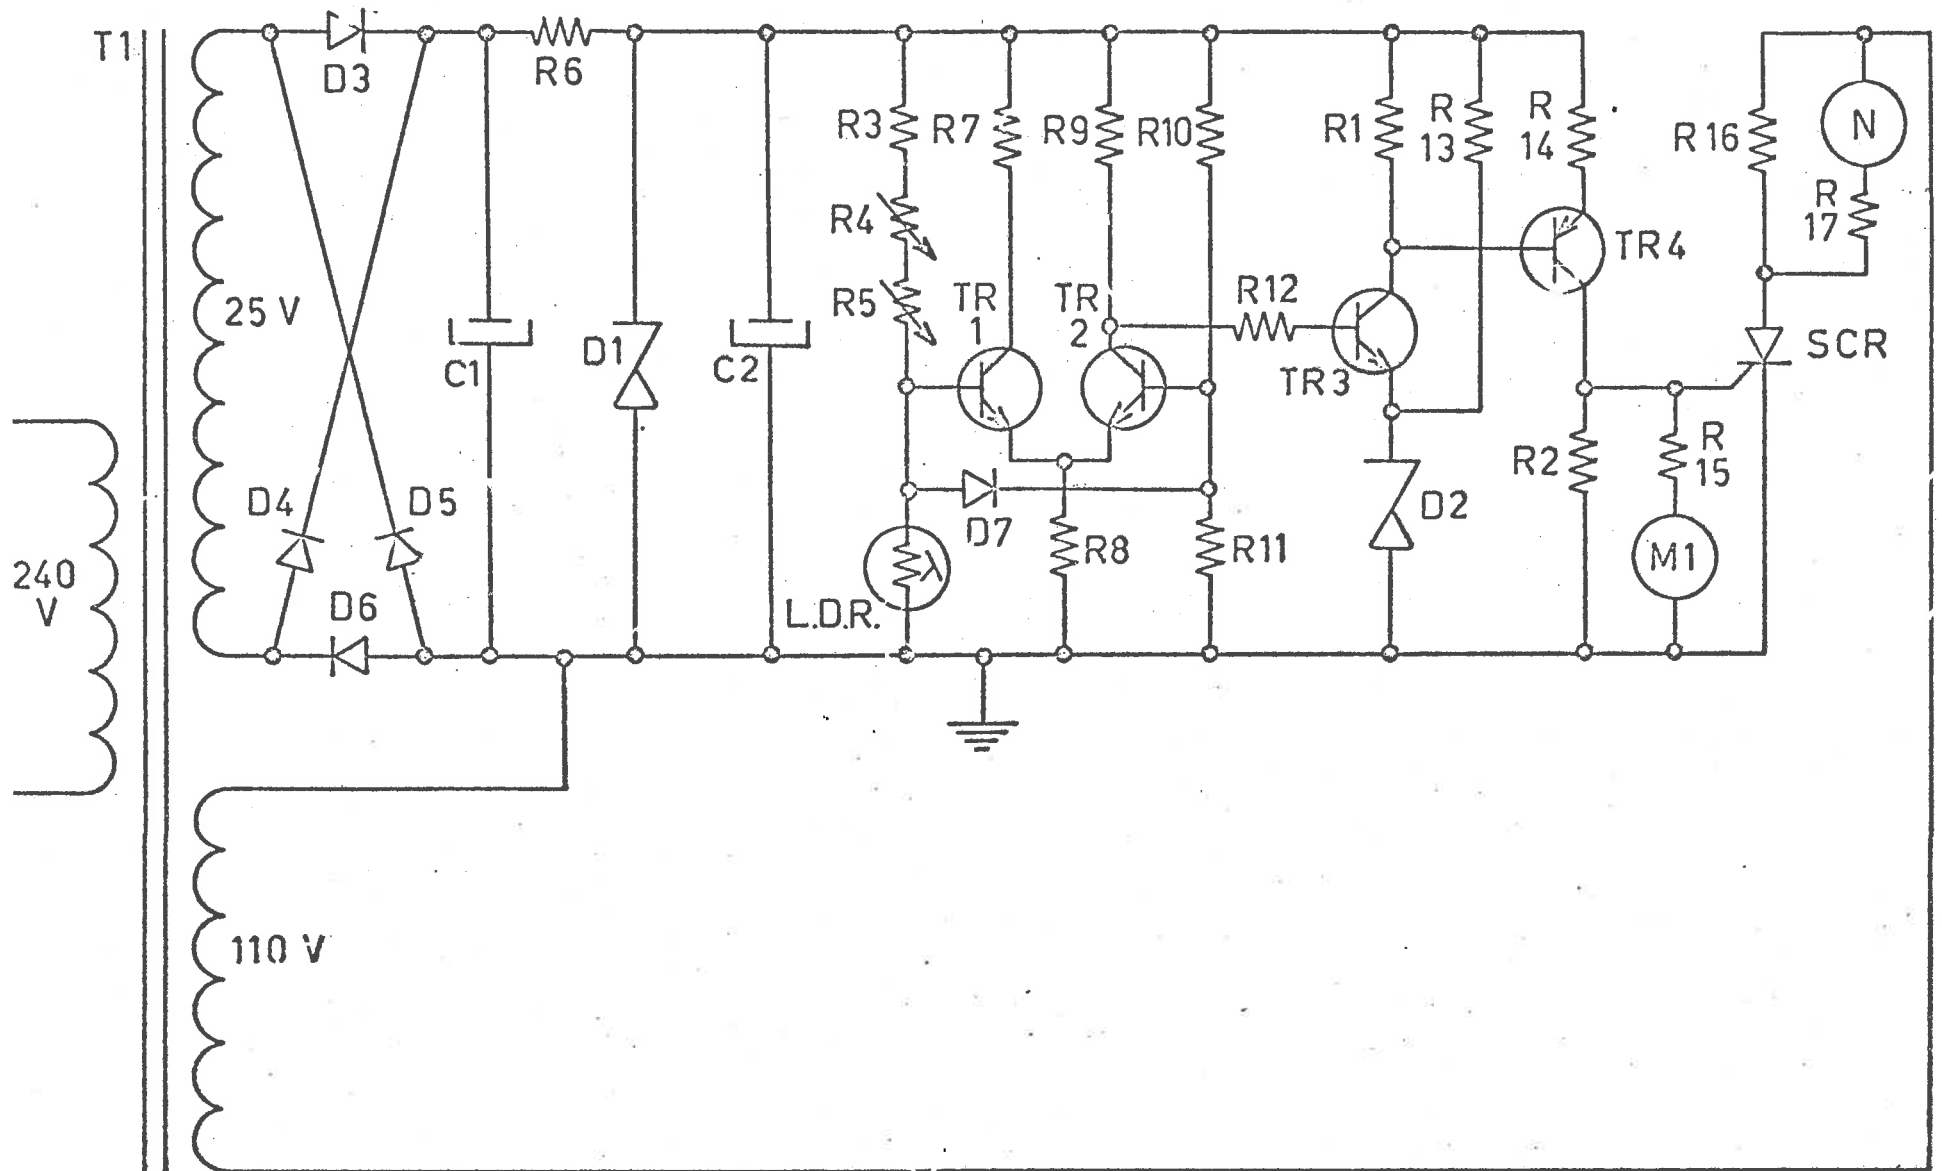 T1
D3
R6
R3
R7
R9
R10
R1
R
13
R
14
R16
N
R
17
R4
TR4
25 V
R5
TR
1
TR
2
R12
D1
C1
C2
TR3
SCR
R2
R
15
D4
D5
D7
D2
R8
R11
M1
240
V
D6
L.D.R.
110 V